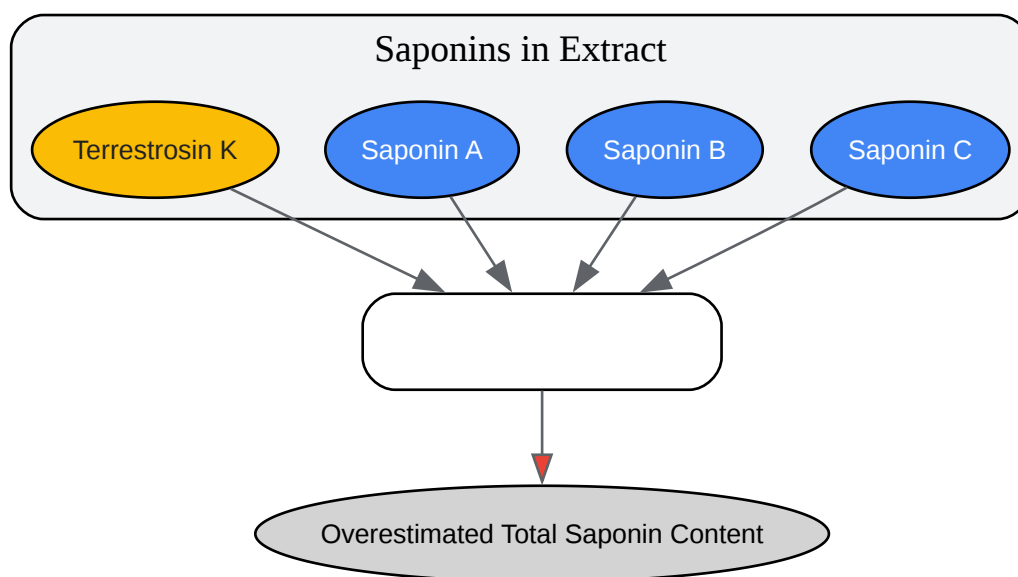 Saponins in Extract
Terrestrosin K
Saponin A
Saponin B
Saponin C
Overestimated Total Saponin Content